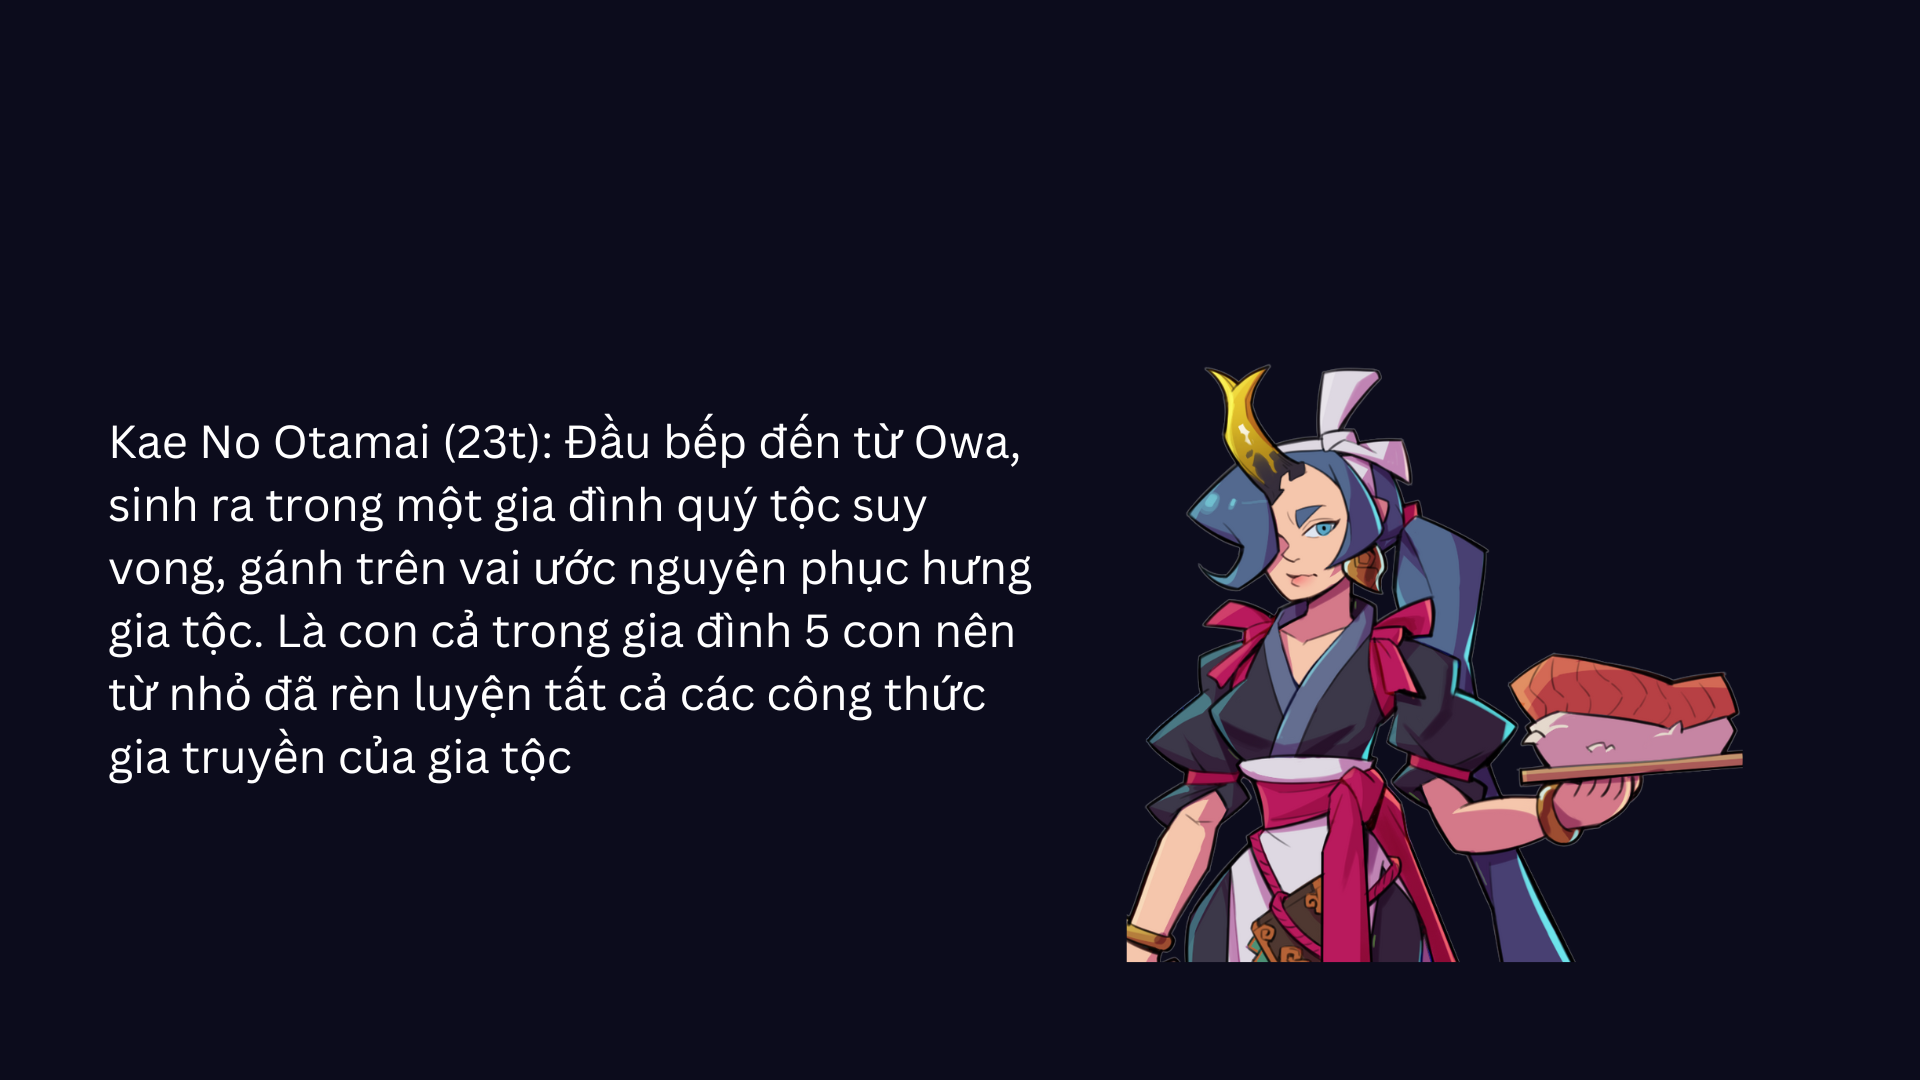 Kae No Otamai (23t): Đầu bếp đến từ Owa,
sinh ra trong một gia đình quý tộc suy
vong, gánh trên vai ước nguyện phục hưng
gia tộc. Là con cả trong gia đình 5 con nên
từ nhỏ đã rèn luyện tất cả các công thức
gia truyền của gia tộc